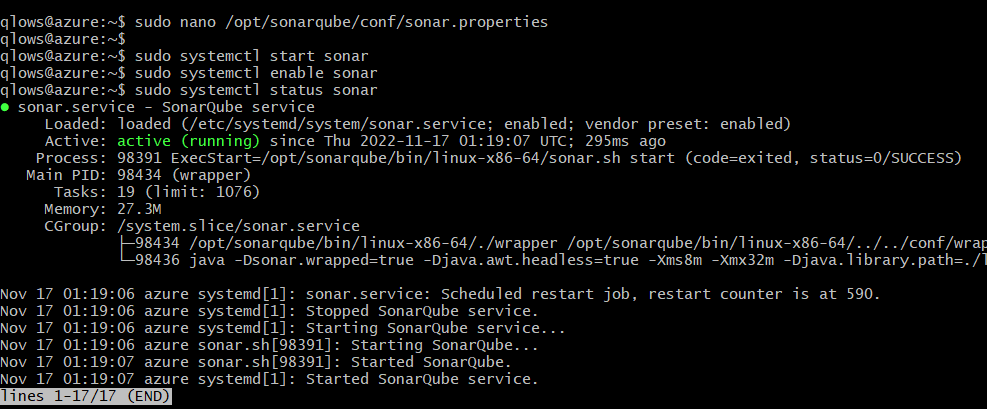 qlows@azure:~$ sudo nano /opt/sonarqube/conf/sonar.properties
qlows@azure:~$
qlows@azure:~$ sudo systemctl start sonar
qlows@azure:~$ sudo systemctl enable sonar
qlows@azure:~$ sudo systemctl status sonar
● sonar.service - SonarQube service
     Loaded: loaded (/etc/systemd/system/sonar.service; enabled; vendor preset: enabled)
     Active: active (running) since Thu 2022-11-17 01:19:07 UTC; 295ms ago
    Process: 98391 ExecStart=/opt/sonarqube/bin/linux-x86-64/sonar.sh start (code=exited, status=0/SUCCESS)
   Main PID: 98434 (wrapper)
      Tasks: 19 (limit: 1076)
     Memory: 27.3M
     CGroup: /system.slice/sonar.service
             ├─98434 /opt/sonarqube/bin/linux-x86-64/./wrapper /opt/sonarqube/bin/linux-x86-64/../../conf/wrap
             └─98436 java -Dsonar.wrapped=true -Djava.awt.headless=true -Xms8m -Xmx32m -Djava.library.path=./l
Nov 17 01:19:06 azure systemd[1]: sonar.service: Scheduled restart job, restart counter is at 590.
Nov 17 01:19:06 azure systemd[1]: Stopped SonarQube service.
Nov 17 01:19:06 azure systemd[1]: Starting SonarQube service...
Nov 17 01:19:06 azure sonar.sh[98391]: Starting SonarQube...
Nov 17 01:19:07 azure sonar.sh[98391]: Started SonarQube.
Nov 17 01:19:07 azure systemd[1]: Started SonarQube service.
lines 1-17/17 (END)